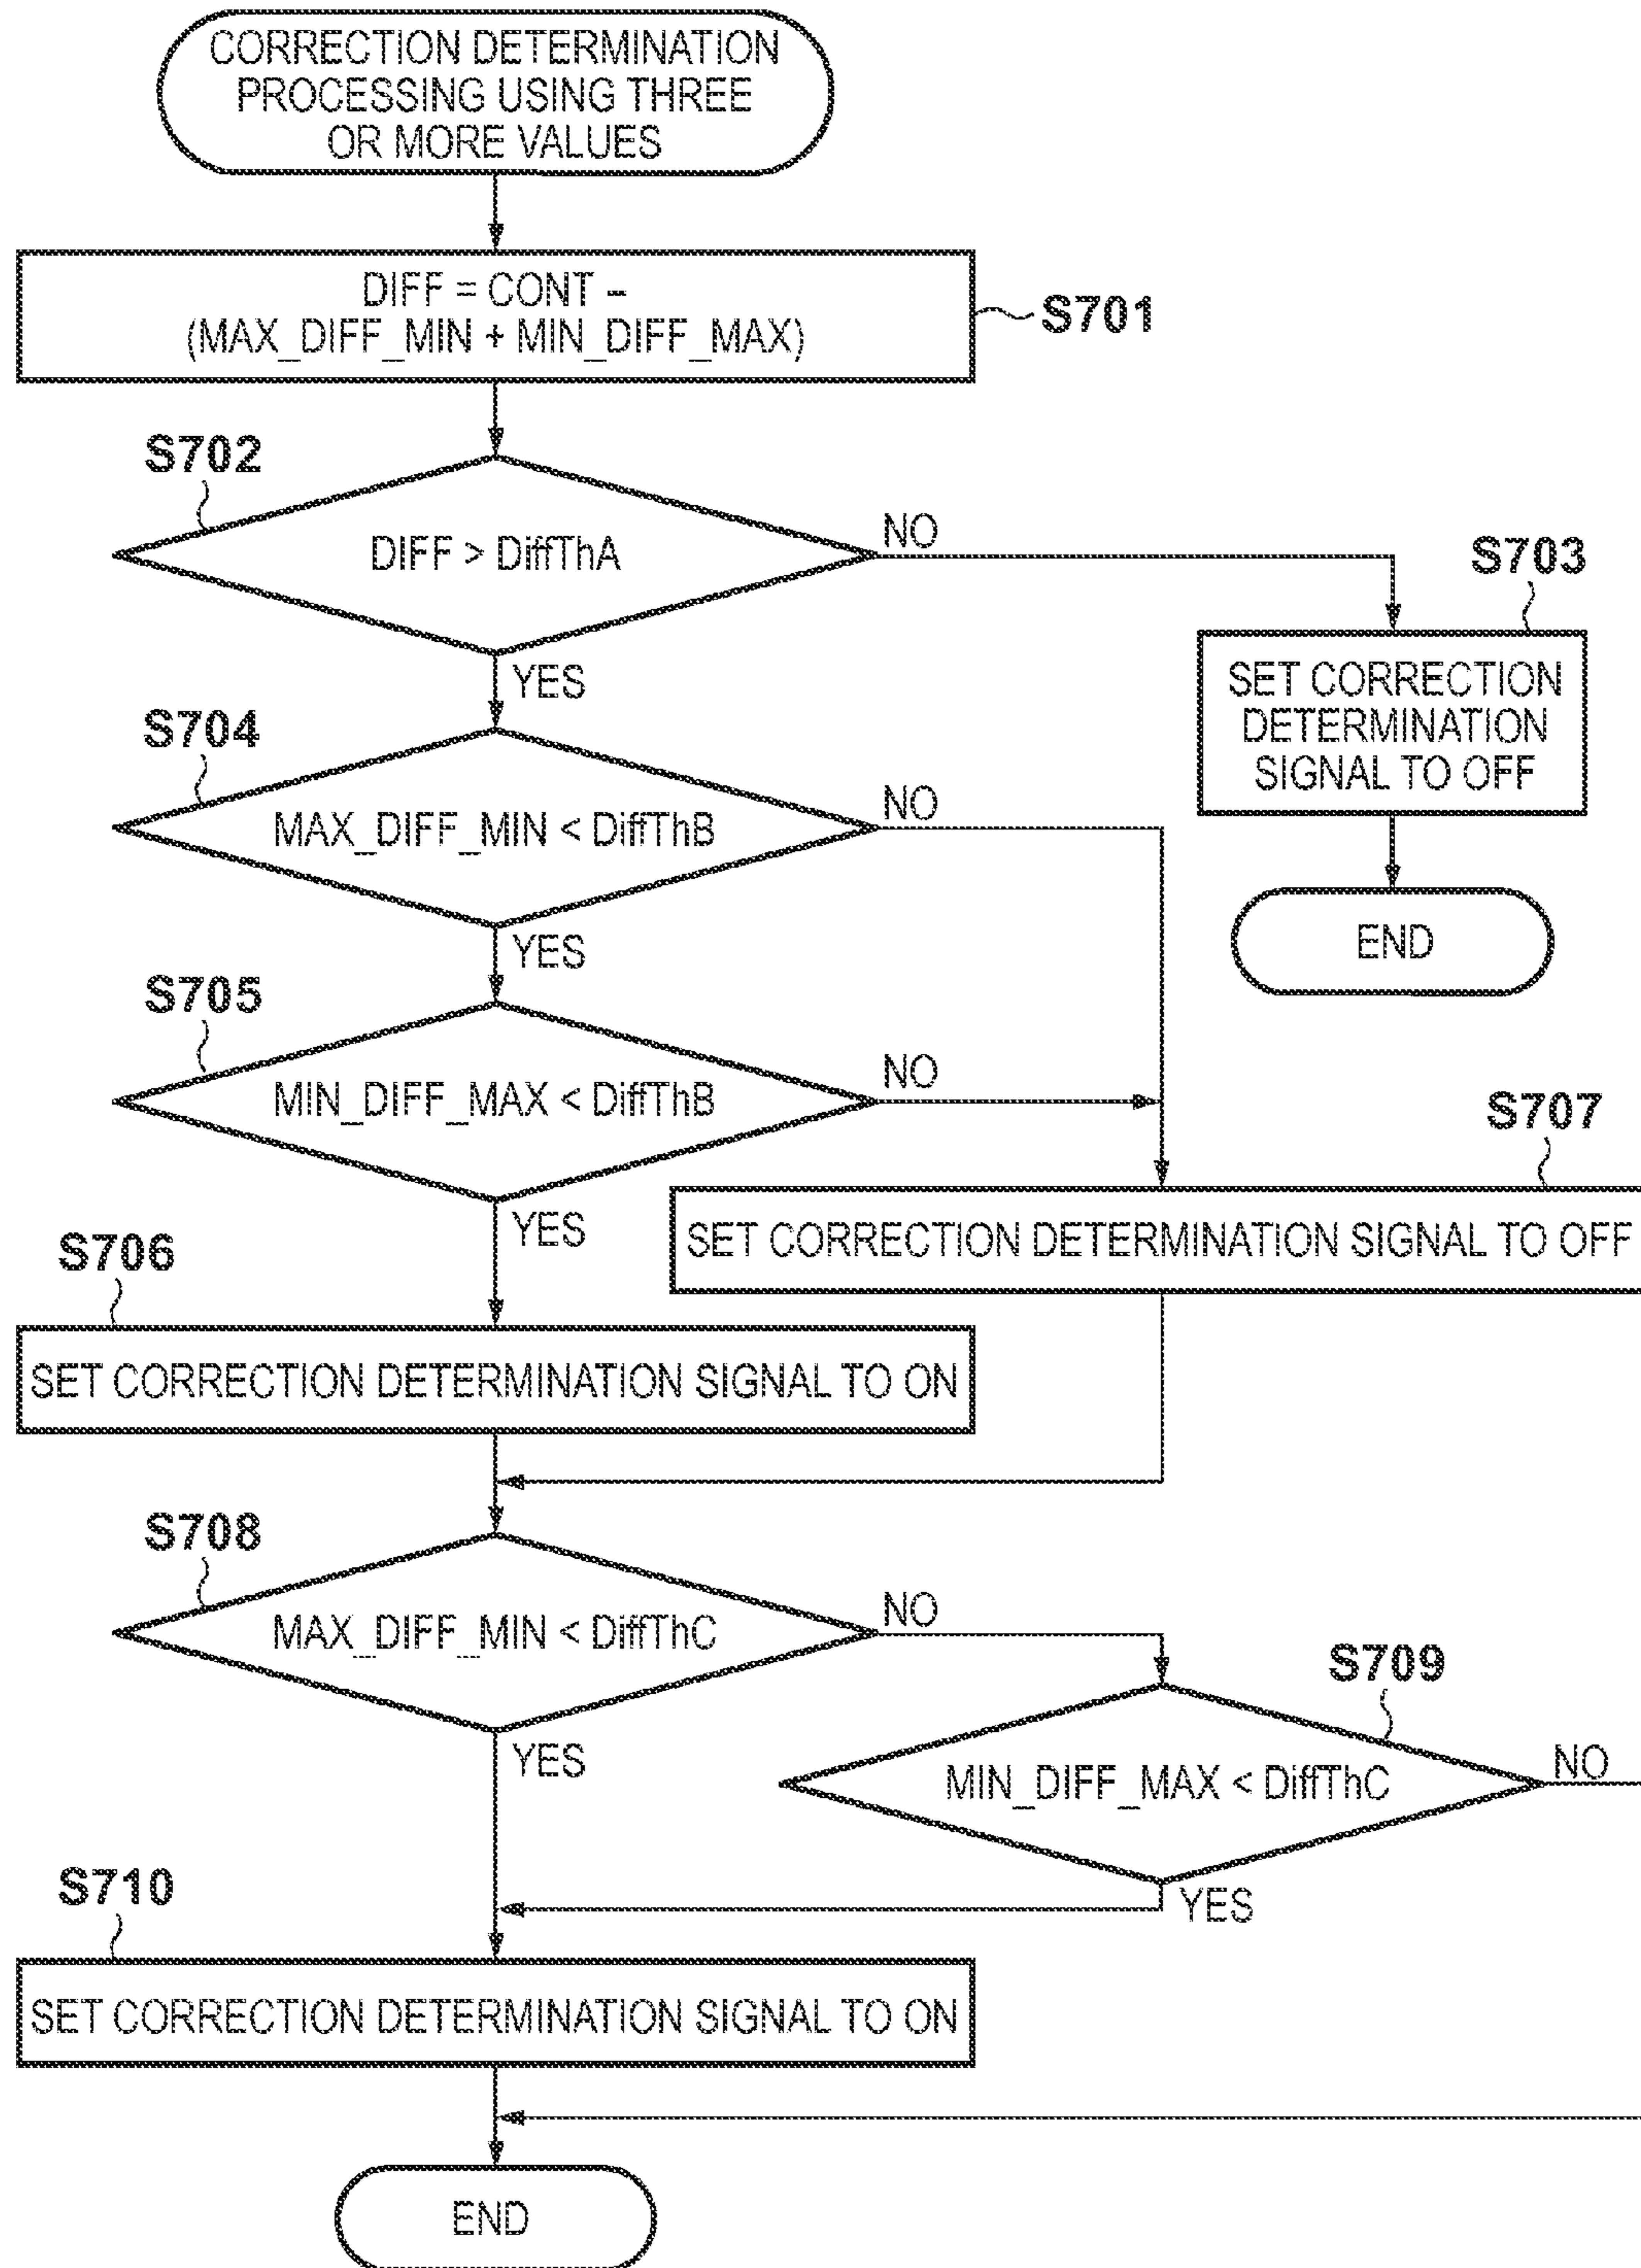 CORRECTION DETERMINATION
PROCESSING USING THREE
OR MORE VALUES
DIFF = CONT –
(MAX_DIFF_MIN + MIN_DIFF_MAX)
S701
S702
DIFF > DiffThA
NO
YES
S703
SET CORRECTION
DETERMINATION
SIGNAL TO OFF
END
S704
MAX_DIFF_MIN < DiffThB
NO
YES
S705
MIN_DIFF_MAX < DiffThB
NO
YES
S707
SET CORRECTION DETERMINATION SIGNAL TO OFF
S706
SET CORRECTION DETERMINATION SIGNAL TO ON
S708
MAX_DIFF_MIN < DiffThC
NO
YES
S709
MIN_DIFF_MAX < DiffThC
NO
YES
S710
SET CORRECTION DETERMINATION SIGNAL TO ON
END